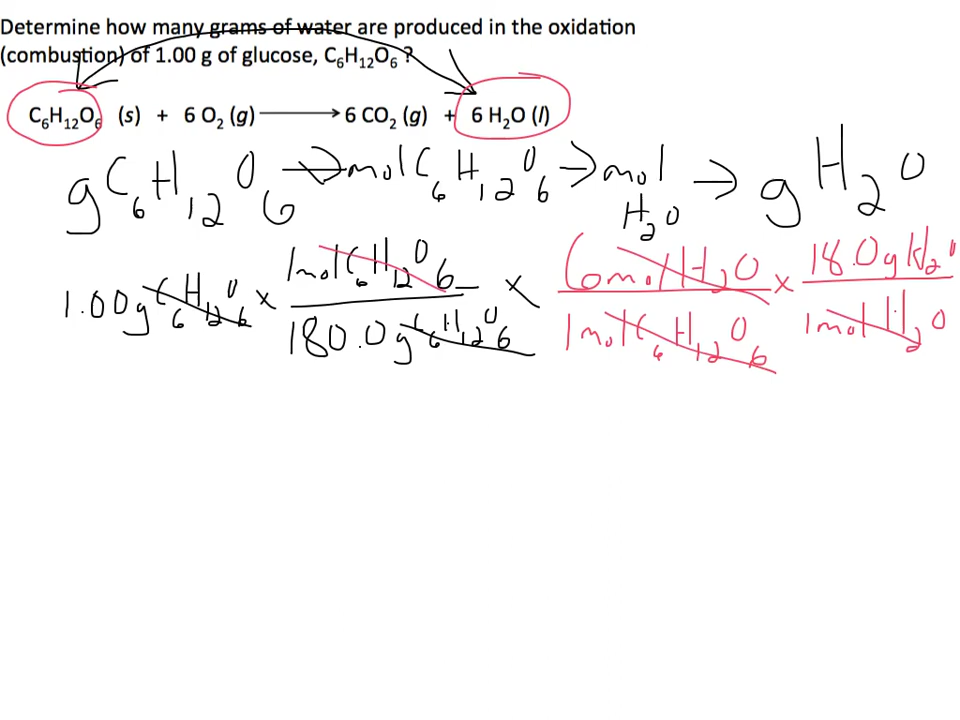 Determine how many grams of water are produced in the oxidation
(combustion) of 1.00 g of glucose, C₆H₁₂O₆ ?
C₆H₁₂O₆ (s) + 6 O₂ (g) ⟶ 6 CO₂ (g) + 6 H₂O (l)
g C₆H₁₂O₆ → mol C₆H₁₂O₆ → mol H₂O → g H₂O
1.00g C₆H₁₂O₆ × 1mol C₆H₁₂O₆ × 6mol H₂O × 18.0g H₂O
180.0g C₆H₁₂O₆ 1mol C₆H₁₂O₆ 1mol H₂O